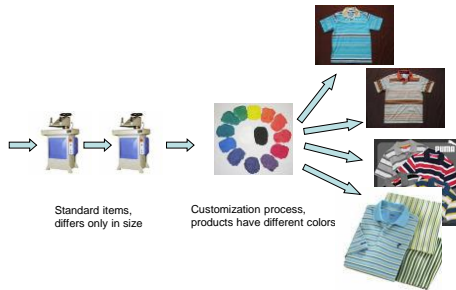 PUMA
Standard items,
differs only in size
Customization process,
products have different colors